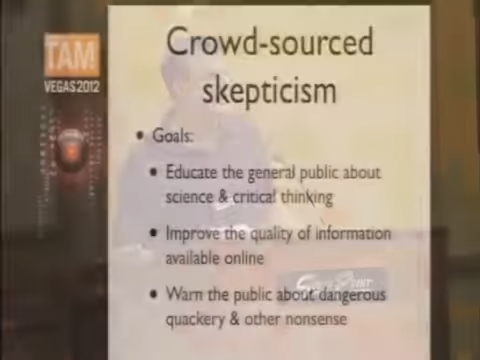 TAM
VEGAS 2012
Crowd-sourced
skepticism
• Goals:
• Educate the general public about
science & critical thinking
• Improve the quality of information
available online
• Warn the public about dangerous
quackery & other nonsense